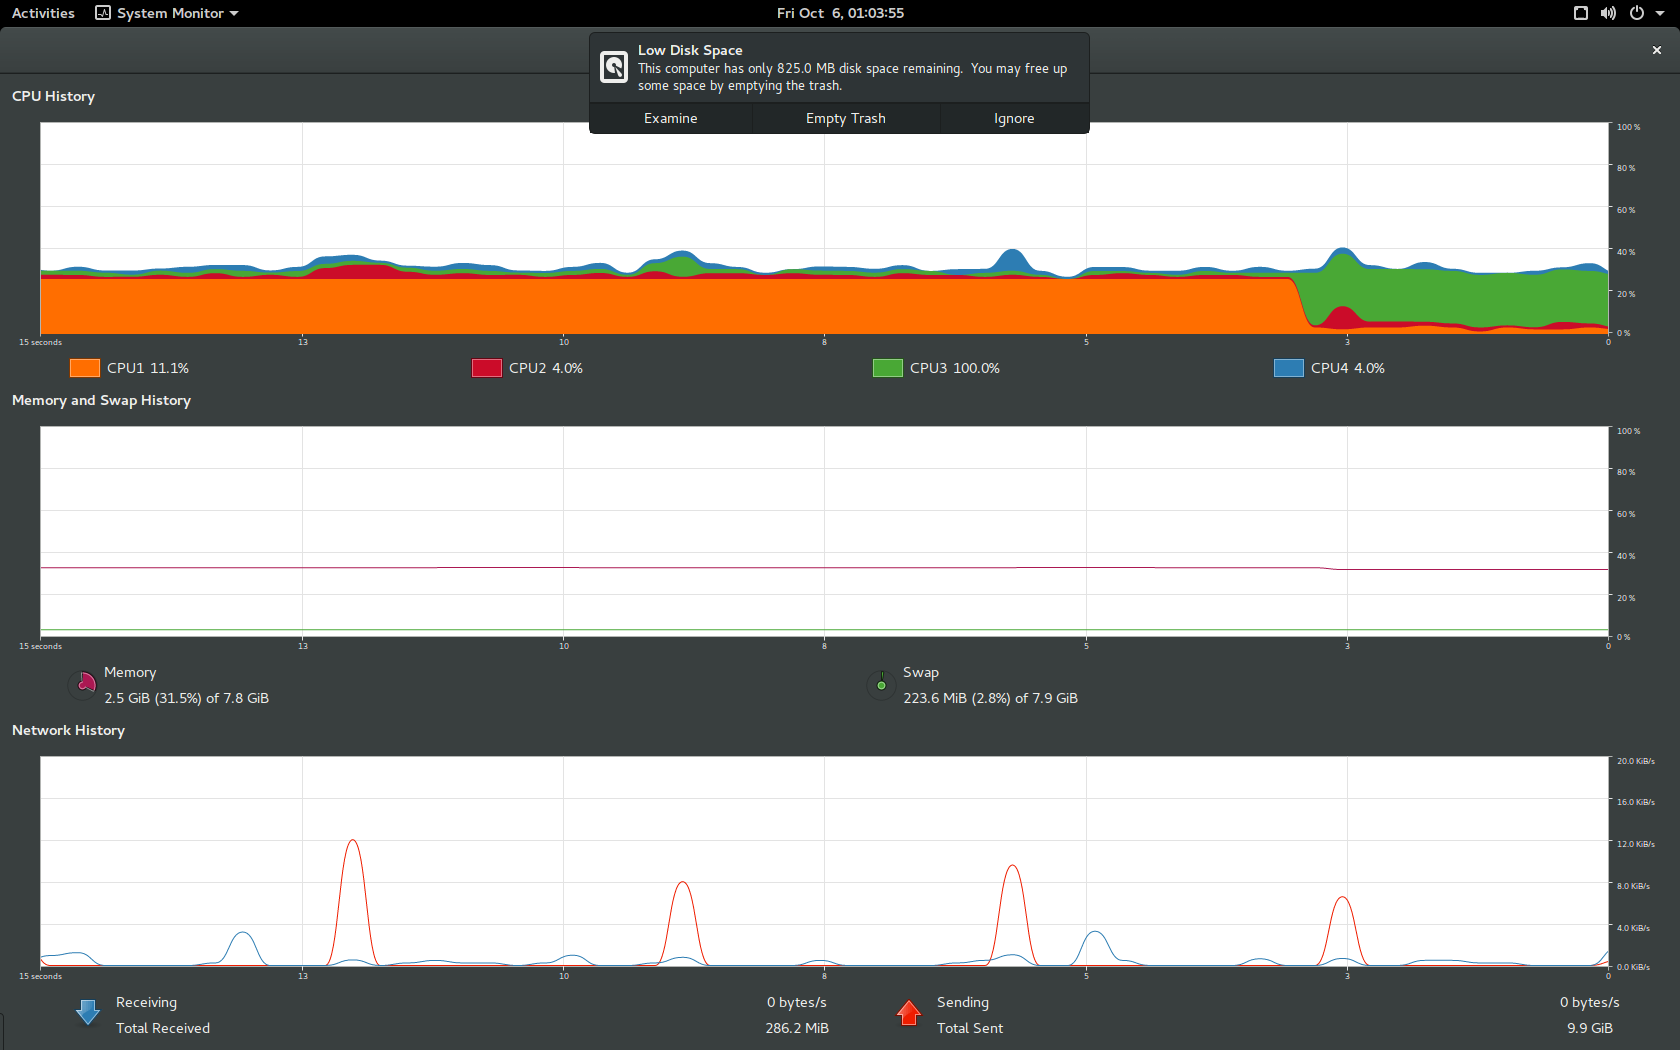 Activities System Monitor Fri Oct 6, 01:03:55
Low Disk Space
This computer has only 825.0 MB disk space remaining. You may free up
some space by emptying the trash.
Examine Empty Trash Ignore
CPU History
100 %
80 %
60 %
40 %
20 %
0 %
15 seconds 13 10 8 5 3 0
CPU1 11.1% CPU2 4.0% CPU3 100.0% CPU4 4.0%
Memory and Swap History
100 %
80 %
60 %
40 %
20 %
0 %
15 seconds 13 10 8 5 3 0
Memory Swap
2.5 GiB (31.5%) of 7.8 GiB 223.6 MiB (2.8%) of 7.9 GiB
Network History
20.0 KiB/s
16.0 KiB/s
12.0 KiB/s
8.0 KiB/s
4.0 KiB/s
0.0 KiB/s
15 seconds 13 10 8 5 3 0
Receiving 0 bytes/s Sending 0 bytes/s
Total Received 286.2 MiB Total Sent 9.9 GiB